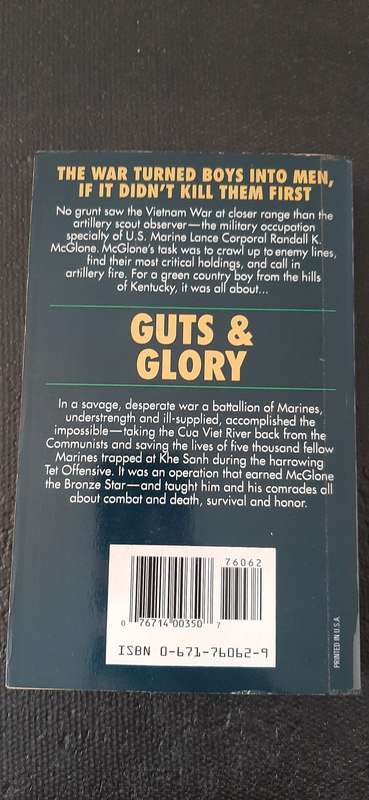 THE WAR TURNED BOYS INTO MEN,
IF IT DIDN'T KILL THEM FIRST
No grunt saw the Vietnam War at closer range than the
artillery scout observer—the military occupation
specialty of U.S. Marine Lance Corporal Randall K.
McGlone. McGlone's task was to crawl up to enemy lines,
find their most critical holdings, and call in
artillery fire. For a green country boy from the hills
of Kentucky, it was all about...
GUTS &
GLORY
In a savage, desperate war a battalion of Marines,
understrength and ill-supplied, accomplished the
impossible—taking the Cua Viet River back from the
Communists and saving the lives of five thousand fellow
Marines trapped at Khe Sanh during the harrowing
Tet Offensive. It was an operation that earned McGlone
the Bronze Star—and taught him and his comrades all
about combat and death, survival and honor.
76062
0 76714 00350 7
ISBN 0-671-76062-9
PRINTED IN U.S.A.